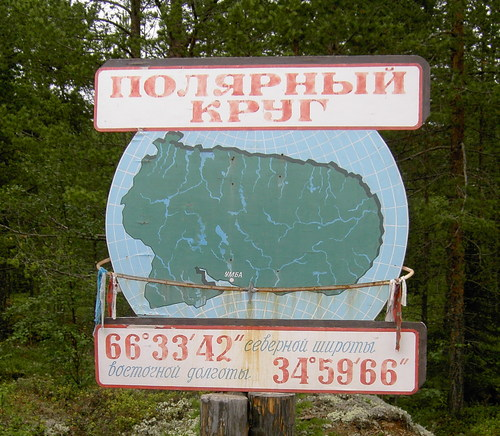 ПОЛЯРНЫЙ
КРУГ
УМБА
66°33'42" северной широты
восточной долготы 34°59'66"